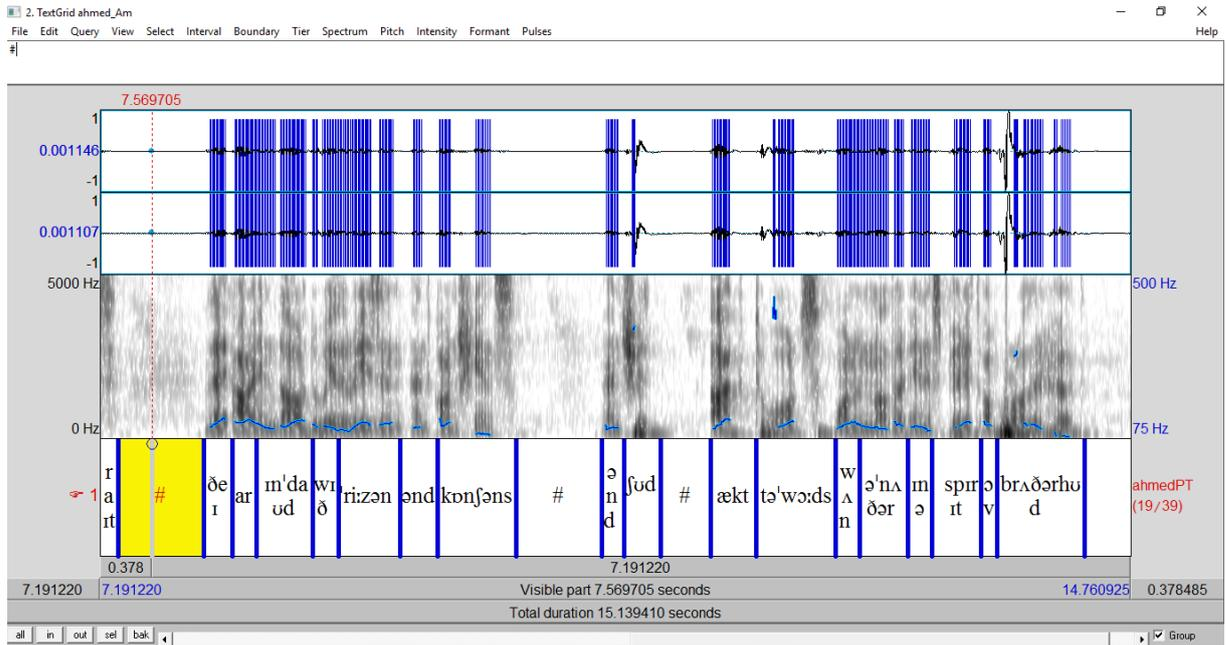 2. TextGrid ahmed_Am
File Edit Query View Select Interval Boundary Tier Spectrum Pitch Intensity Formant Pulses Help
#
7.569705
1
0.001146
-1
1
0.001107
-1
5000 Hz 500 Hz
0 Hz 75 Hz
r
a
ɪt
#
ðe
ɪ
ar
ɪnˈda
ʊd
wɪ
ð
ˈriːzən
ənd
kɒnʃəns
#
ə
n
d
ʃʊd
#
ækt
təˈwɔːds
w
ʌ
n
əˈnʌ
ðər
ɪn
ə
spɪr
ɪt
ə
v
brʌðərhʊ
d
☞ 1
ahmedPT
(19/39)
0.378 7.191220
7.191220 7.191220 Visible part 7.569705 seconds 14.760925 0.378485
Total duration 15.139410 seconds
all in out sel bak Group